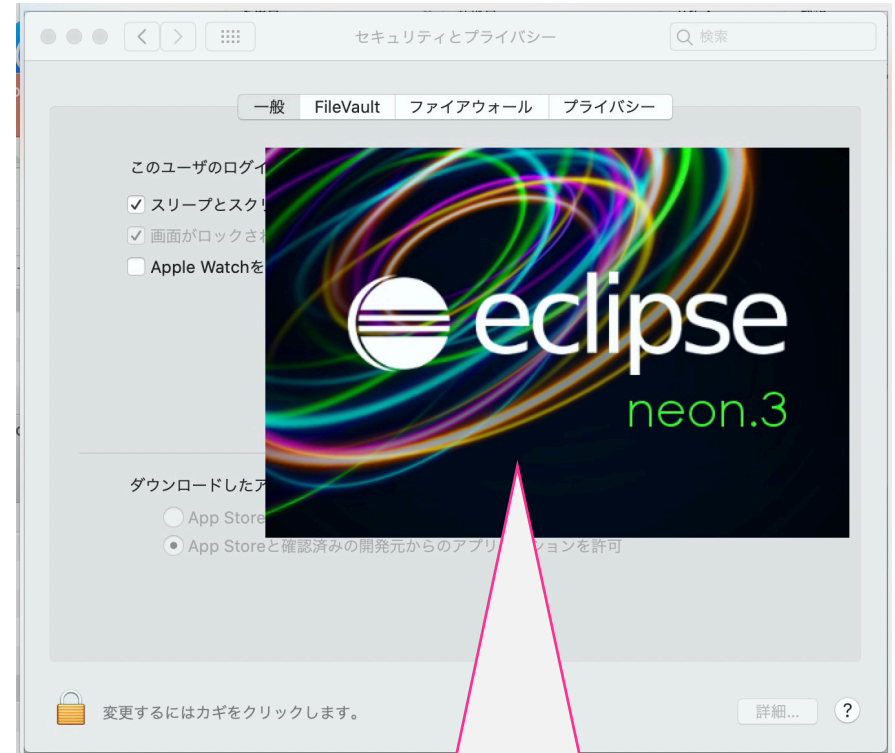 セキュリティとプライバシー
検索
一般 FileVault ファイアウォール プライバシー
このユーザのログイ
スリープとスクリ
画面がロックされ
Apple Watchを
eclipse
neon.3
ダウンロードしたア
App Store
App Storeと確認済みの開発元からのアプリ ションを許可
変更するにはカギをクリックします。
詳細... ?